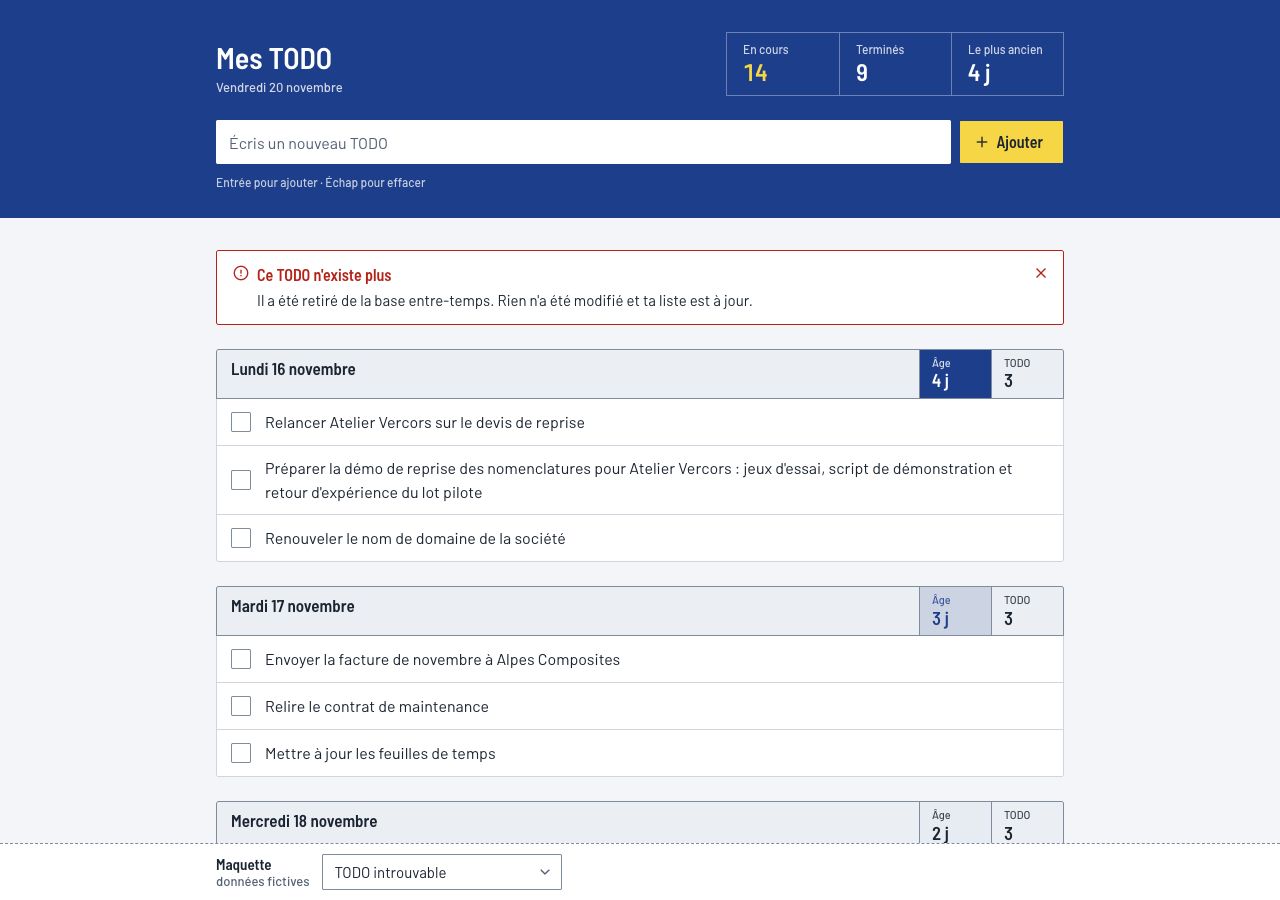 Mes TODO
Vendredi 20 novembre
En cours
14
Terminés
9
Le plus ancien
4 j
Écris un nouveau TODO
Ajouter
Entrée pour ajouter · Échap pour effacer
Ce TODO n'existe plus
Il a été retiré de la base entre-temps. Rien n'a été modifié et ta liste est à jour.
Lundi 16 novembre
Âge
4 j
TODO
3
Relancer Atelier Vercors sur le devis de reprise
Préparer la démo de reprise des nomenclatures pour Atelier Vercors : jeux d'essai, script de démonstration et
retour d'expérience du lot pilote
Renouveler le nom de domaine de la société
Mardi 17 novembre
Âge
3 j
TODO
3
Envoyer la facture de novembre à Alpes Composites
Relire le contrat de maintenance
Mettre à jour les feuilles de temps
Mercredi 18 novembre
Âge
2 j
TODO
3
Maquette
données fictives
TODO introuvable